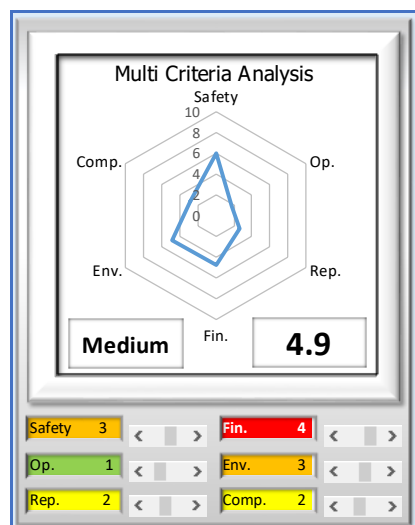 Multi Criteria Analysis
Safety
10
8
6
4
2
0
Comp.
Op.
Env.
Rep.
Fin.
Medium
4.9
Safety 3
Fin. 4
Op. 1
Env. 3
Rep. 2
Comp. 2